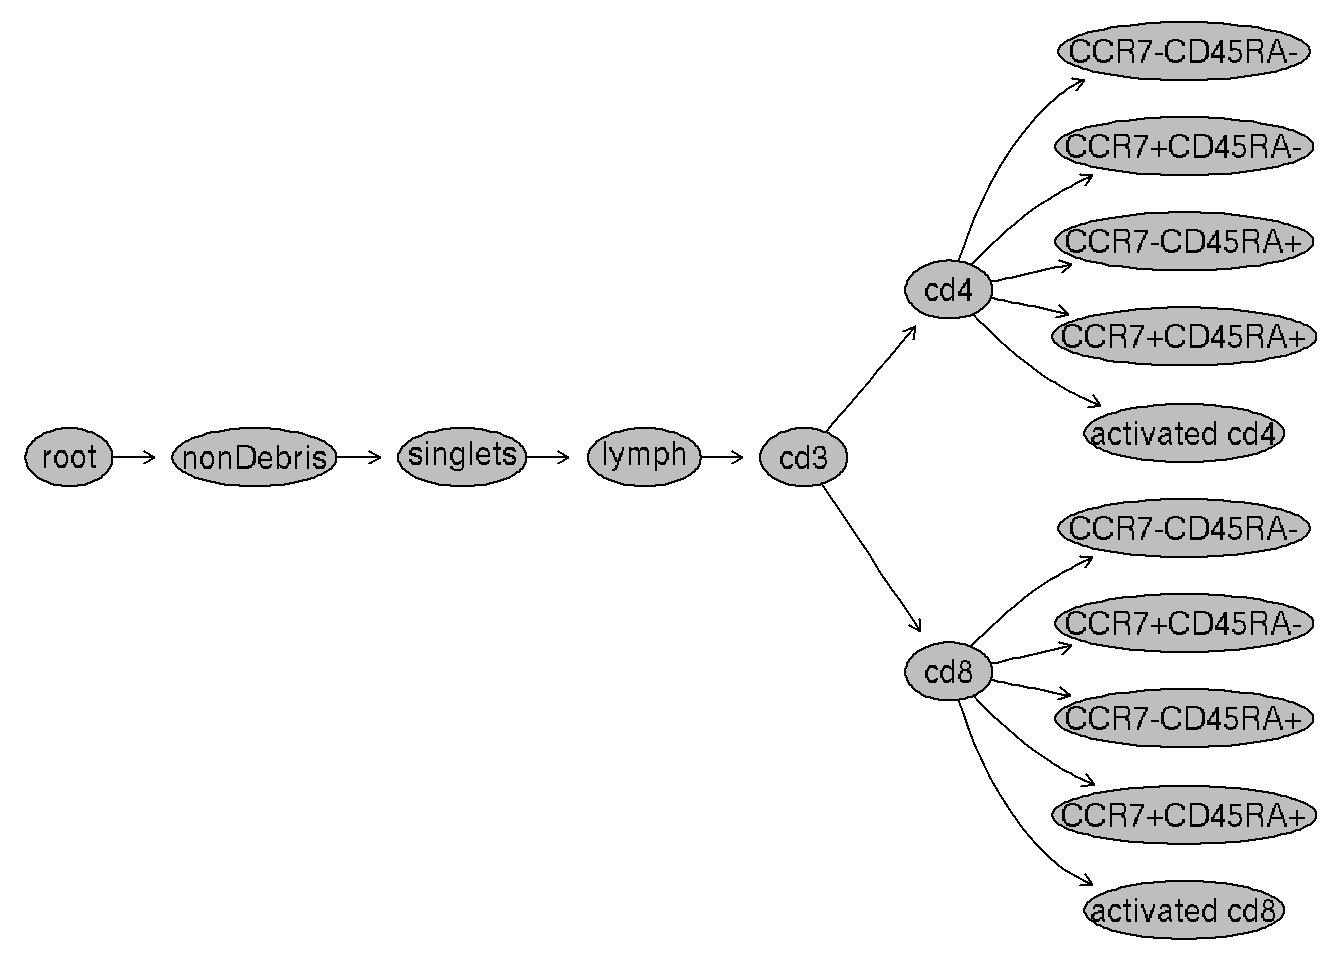 root
nonDebris
singlets
lymph
cd3
cd4
CCR7-CD45RA-
CCR7+CD45RA-
CCR7-CD45RA+
CCR7+CD45RA+
activated cd4
cd8
CCR7-CD45RA-
CCR7+CD45RA-
CCR7-CD45RA+
CCR7+CD45RA+
activated cd8